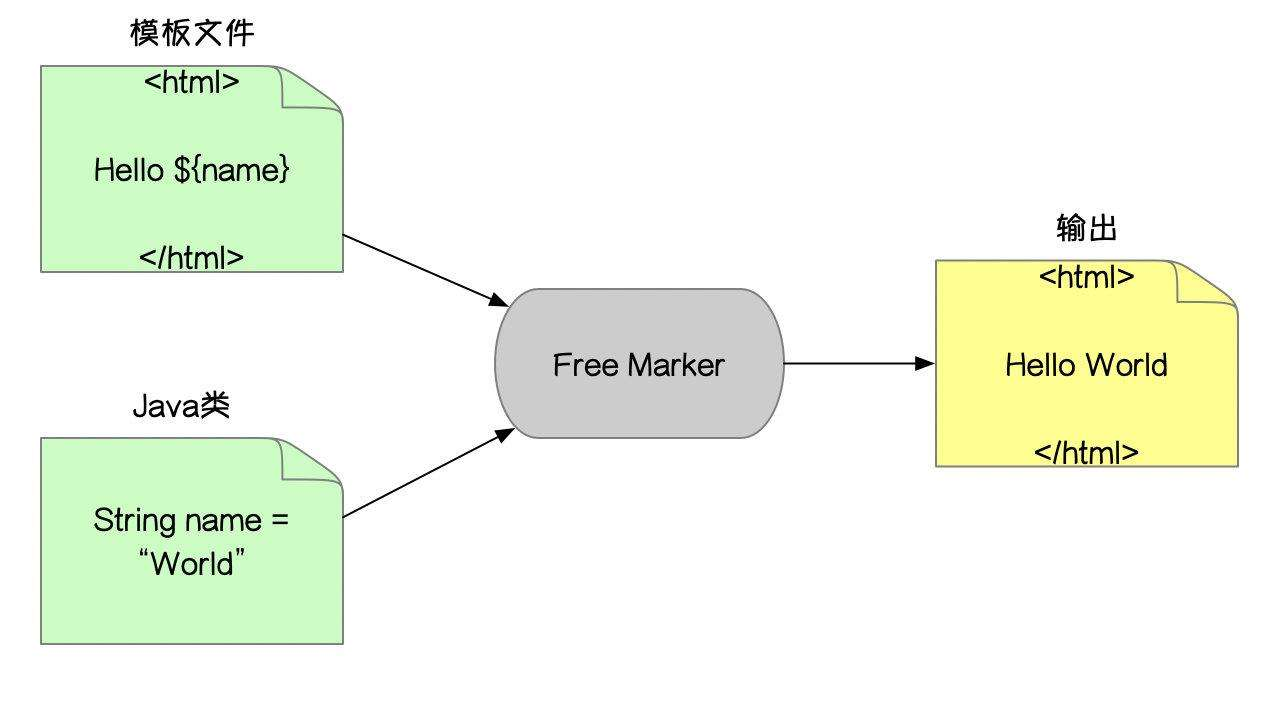 模板文件
<html>
Hello ${name}
</html>
Java类
String name =
“World”
Free Marker
输出
<html>
Hello World
</html>